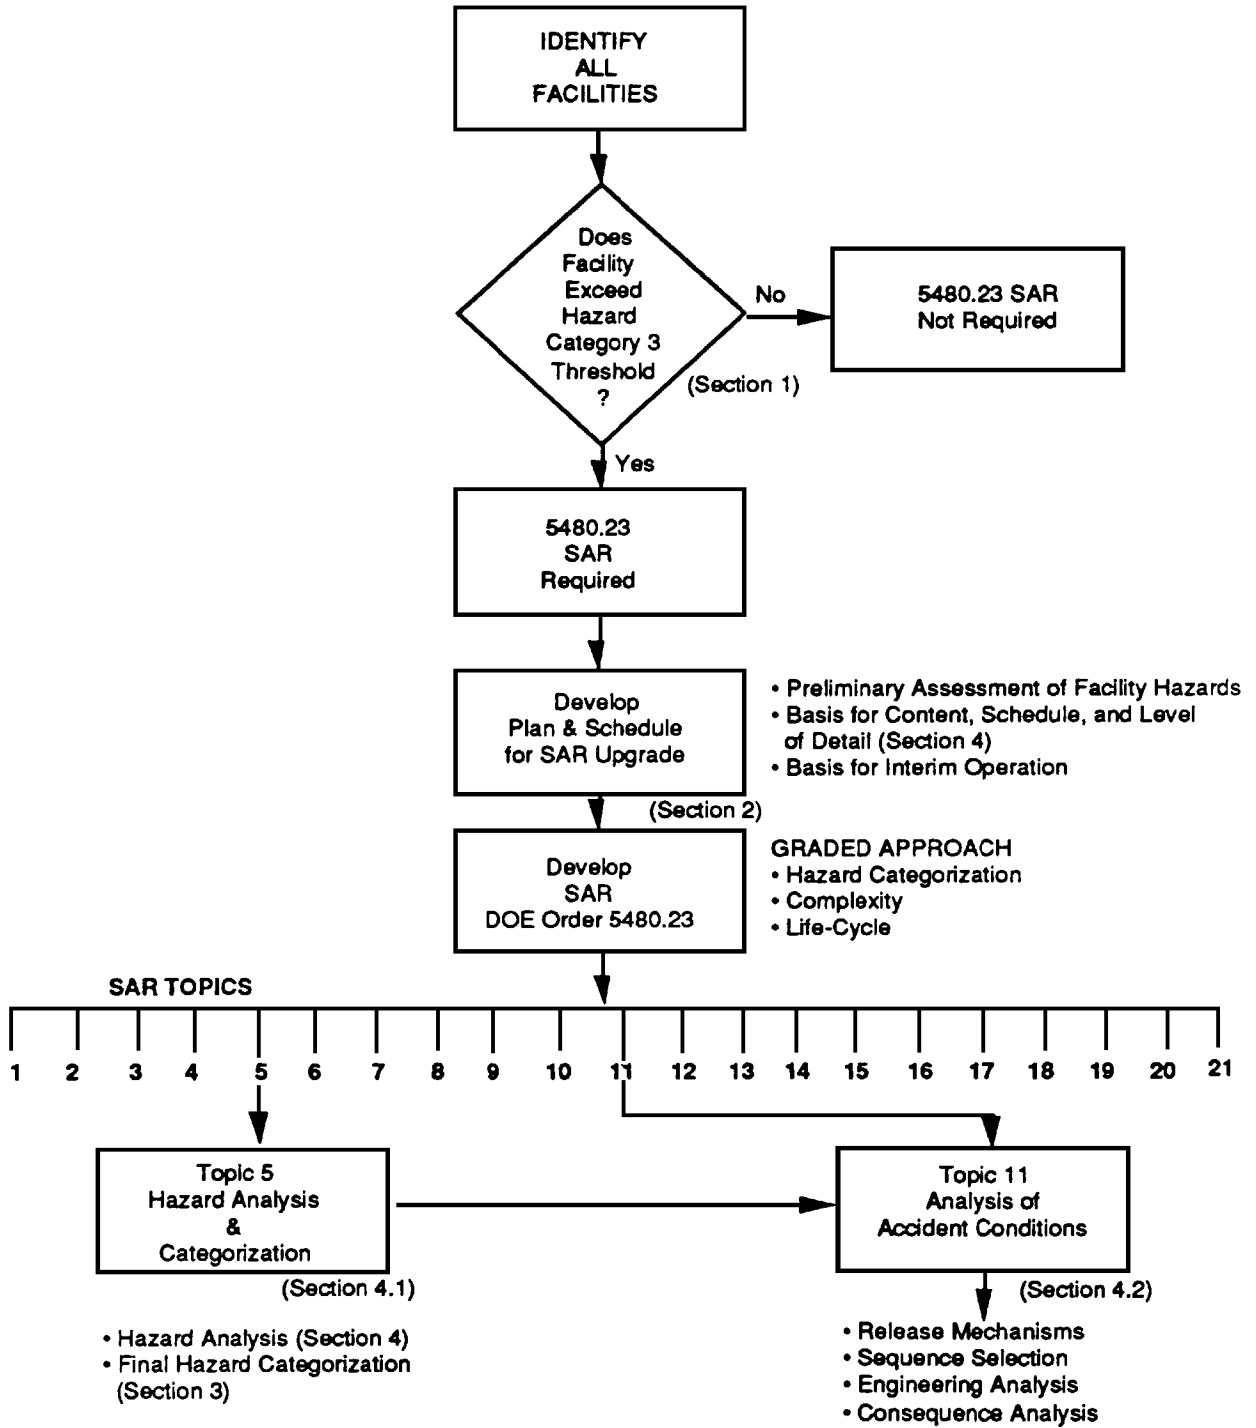 IDENTIFY
ALL
FACILITIES
Does
Facility
Exceed
Hazard
Category 3
Threshold
?
(Section 1)
No
5480.23 SAR
Not Required
Yes
5480.23
SAR
Required
Develop
Plan & Schedule
for SAR Upgrade
• Preliminary Assessment of Facility Hazards
• Basis for Content, Schedule, and Level
of Detail (Section 4)
• Basis for Interim Operation
(Section 2)
Develop
SAR
DOE Order 5480.23
GRADED APPROACH
• Hazard Categorization
• Complexity
• Life-Cycle
SAR TOPICS
1 2 3 4 5 6 7 8 9 10 11 12 13 14 15 16 17 18 19 20 21
Topic 5
Hazard Analysis
&
Categorization
(Section 4.1)
• Hazard Analysis (Section 4)
• Final Hazard Categorization
(Section 3)
Topic 11
Analysis of
Accident Conditions
(Section 4.2)
• Release Mechanisms
• Sequence Selection
• Engineering Analysis
• Consequence Analysis